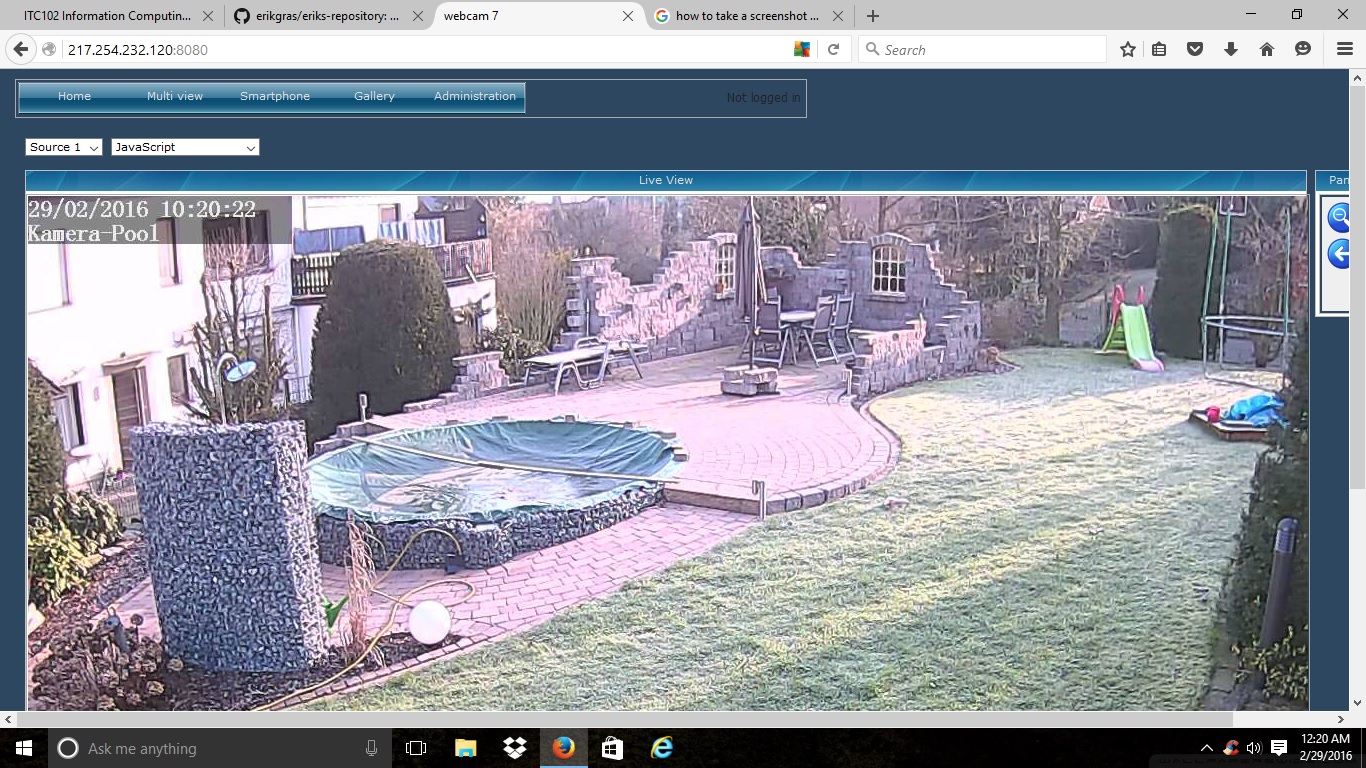 ITC102 Information Computin...
erikgras/eriks-repository: ...
webcam 7
how to take a screenshot ...
217.254.232.120:8080
Search
Home Multi view Smartphone Gallery Administration Not logged in
Source 1 JavaScript
Live View
Pan
29/02/2016 10:20:22
Kamera-Pool
Ask me anything
12:20 AM
2/29/2016